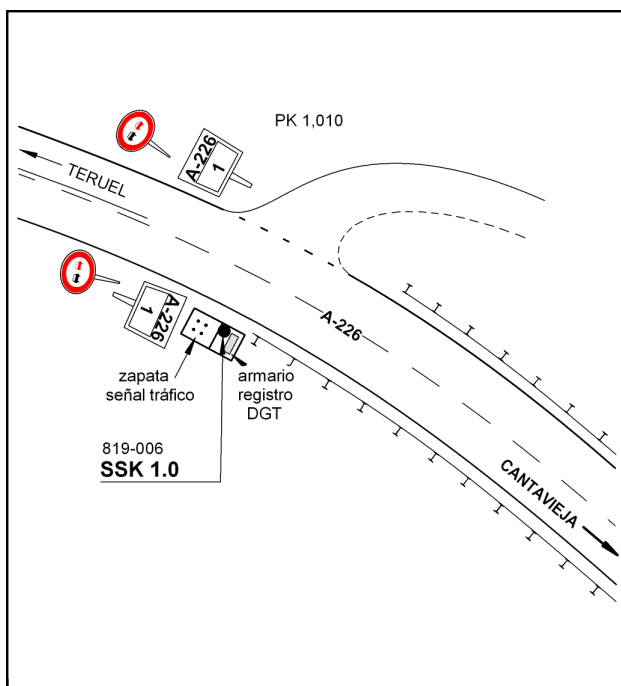 PK 1,010
A-226
1
TERUEL
A-226
1
A-226
zapata
señal tráfico
armario
registro
DGT
819-006
SSK 1.0
CANTAVIEJA